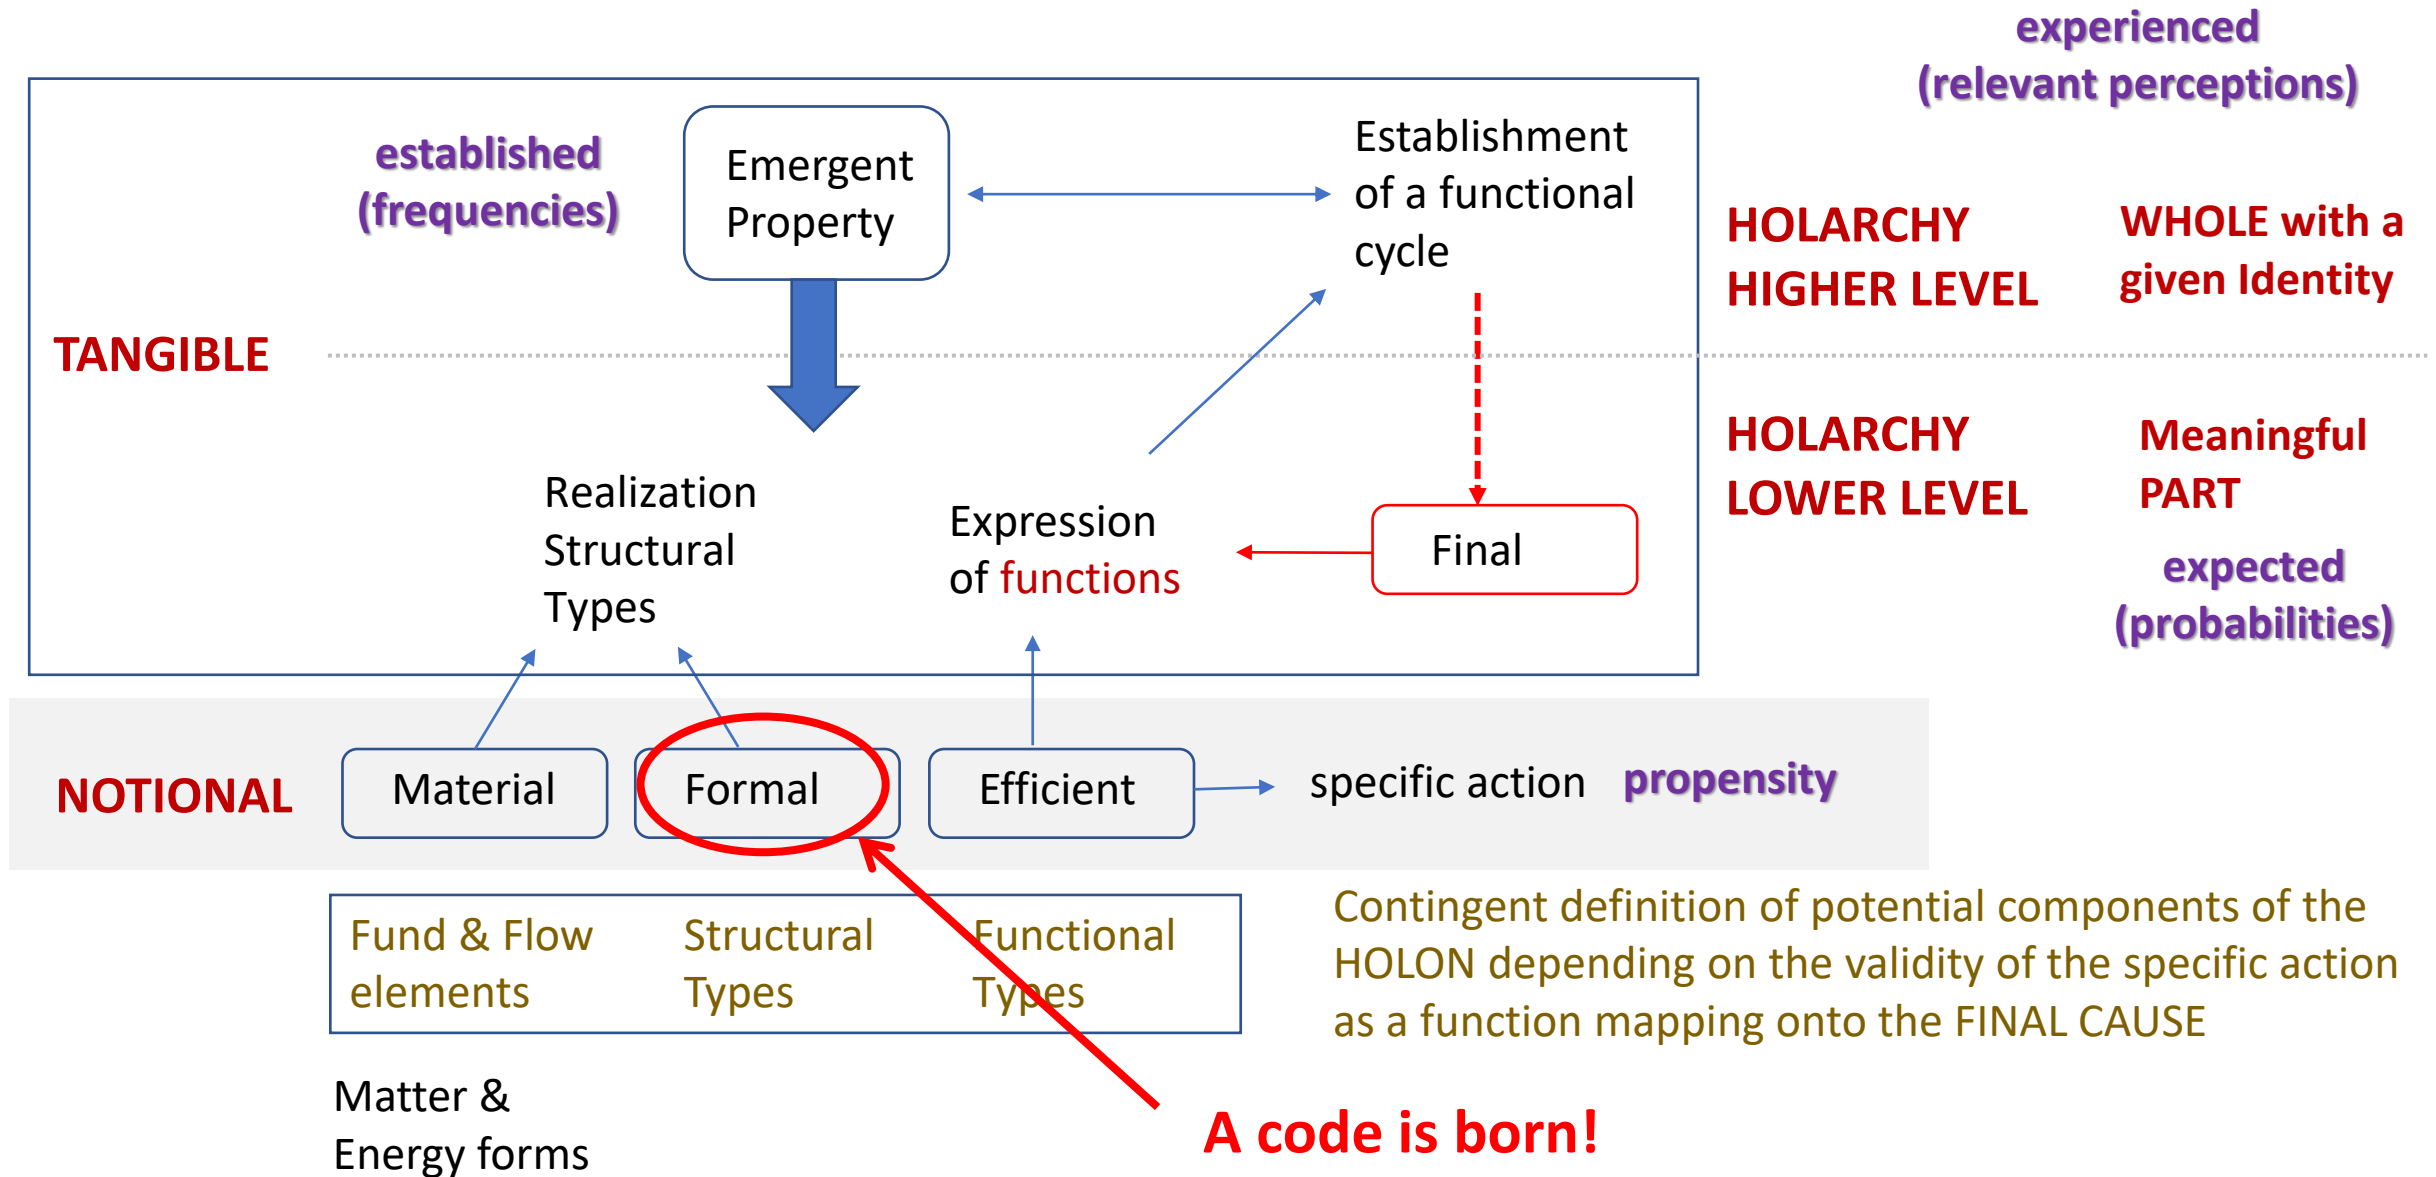 experienced
(relevant perceptions)
established
(frequencies)
Emergent
Property
Establishment
of a functional
cycle
HOLARCHY
HIGHER LEVEL
WHOLE with a
given Identity
TANGIBLE
HOLARCHY
LOWER LEVEL
Meaningful
PART
Realization
Structural
Types
Expression
of functions
Final
expected
(probabilities)
NOTIONAL
Material
Formal
Efficient
specific action
propensity
Fund & Flow
elements
Structural
Types
Functional
Types
Contingent definition of potential components of the
HOLON depending on the validity of the specific action
as a function mapping onto the FINAL CAUSE
Matter &
Energy forms
A code is born!